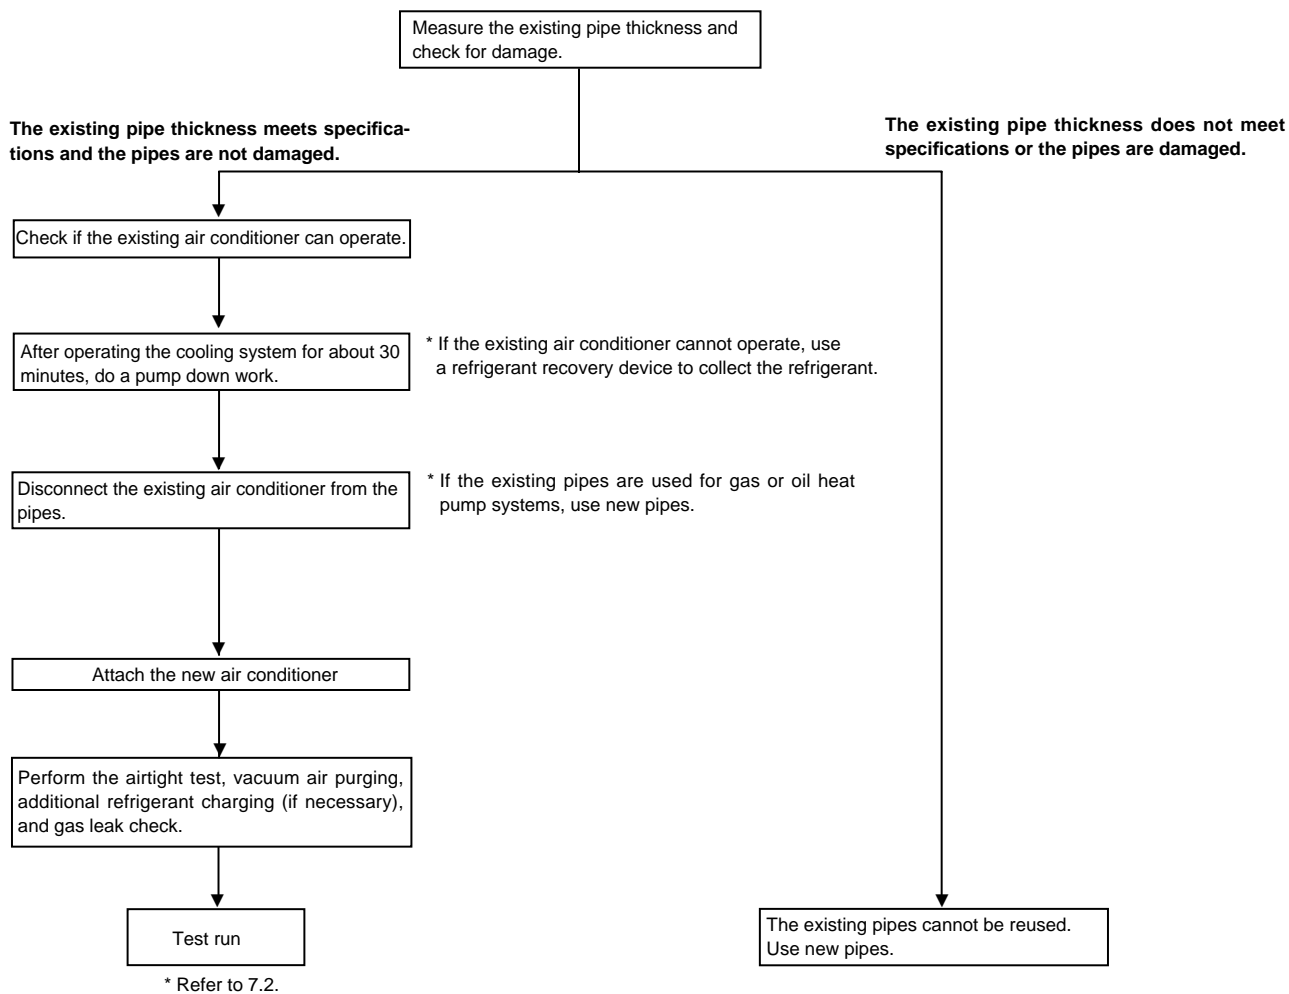 Measure the existing pipe thickness and
check for damage.
The existing pipe thickness meets specifica-
tions and the pipes are not damaged.
The existing pipe thickness does not meet
specifications or the pipes are damaged.
Check if the existing air conditioner can operate.
After operating the cooling system for about 30
minutes, do a pump down work.
* If the existing air conditioner cannot operate, use
a refrigerant recovery device to collect the refrigerant.
Disconnect the existing air conditioner from the
pipes.
* If the existing pipes are used for gas or oil heat
pump systems, use new pipes.
Attach the new air conditioner
Perform the airtight test, vacuum air purging,
additional refrigerant charging (if necessary),
and gas leak check.
Test run
* Refer to 7.2.
The existing pipes cannot be reused.
Use new pipes.